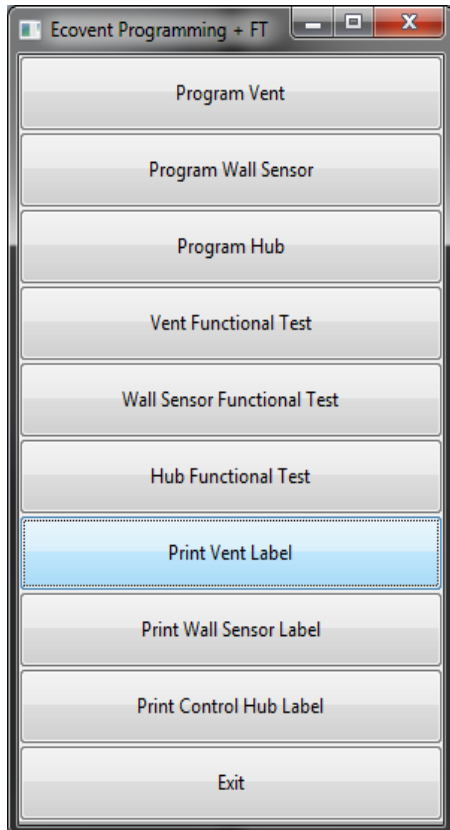 Ecovent Programming + FT
Program Vent
Program Wall Sensor
Program Hub
Vent Functional Test
Wall Sensor Functional Test
Hub Functional Test
Print Vent Label
Print Wall Sensor Label
Print Control Hub Label
Exit